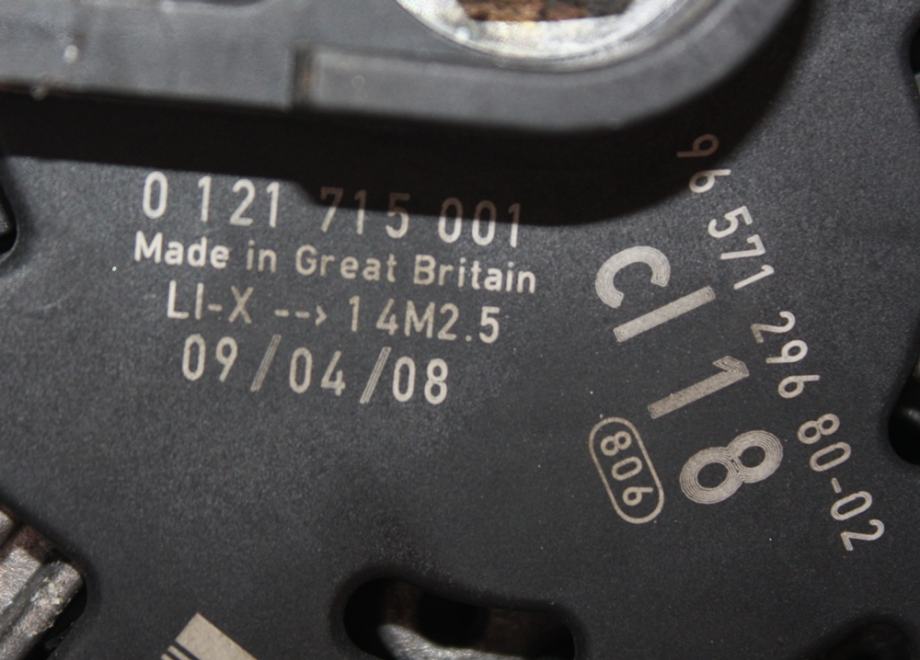 0 121 715 001
Made in Great Britain
LI-X --> 14M2.5
09/04/08
96 571 296 80-02
CI 18
806